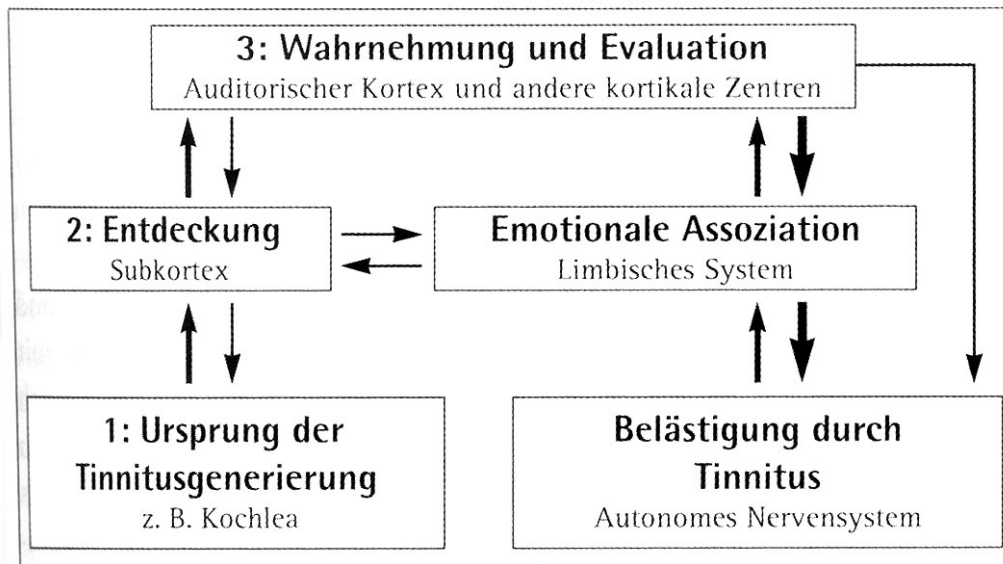 3: Wahrnehmung und Evaluation
Auditorischer Kortex und andere kortikale Zentren
2: Entdeckung
Subkortex
Emotionale Assoziation
Limbisches System
1: Ursprung der
Tinnitusgenerierung
z. B. Kochlea
Belästigung durch
Tinnitus
Autonomes Nervensystem